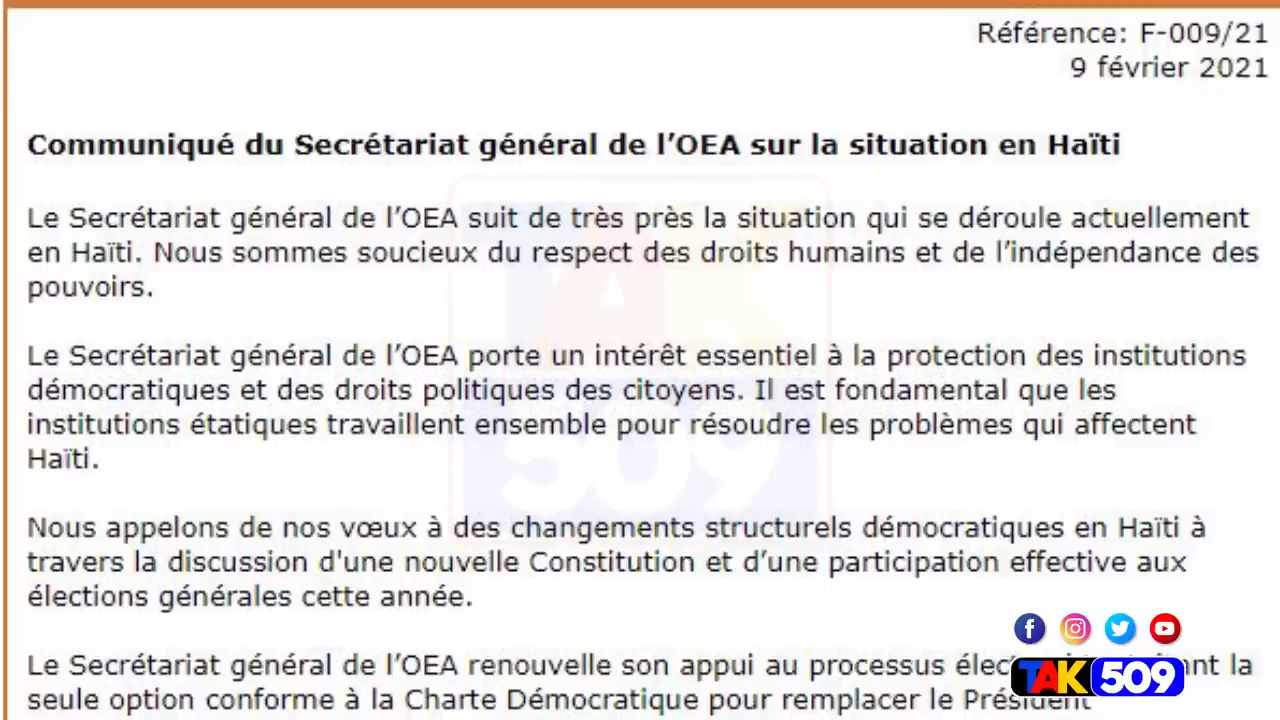 Référence: F-009/21
9 février 2021
Communiqué du Secrétariat général de l’OEA sur la situation en Haïti
Le Secrétariat général de l’OEA suit de très près la situation qui se déroule actuellement
en Haïti. Nous sommes soucieux du respect des droits humains et de l’indépendance des
pouvoirs.
Le Secrétariat général de l’OEA porte un intérêt essentiel à la protection des institutions
démocratiques et des droits politiques des citoyens. Il est fondamental que les
institutions étatiques travaillent ensemble pour résoudre les problèmes qui affectent
Haïti.
Nous appelons de nos vœux à des changements structurels démocratiques en Haïti à
travers la discussion d'une nouvelle Constitution et d’une participation effective aux
élections générales cette année.
Le Secrétariat général de l’OEA renouvelle son appui au processus la
seule option conforme à la Charte Démocratique pour remplacer le Président
TAK 509